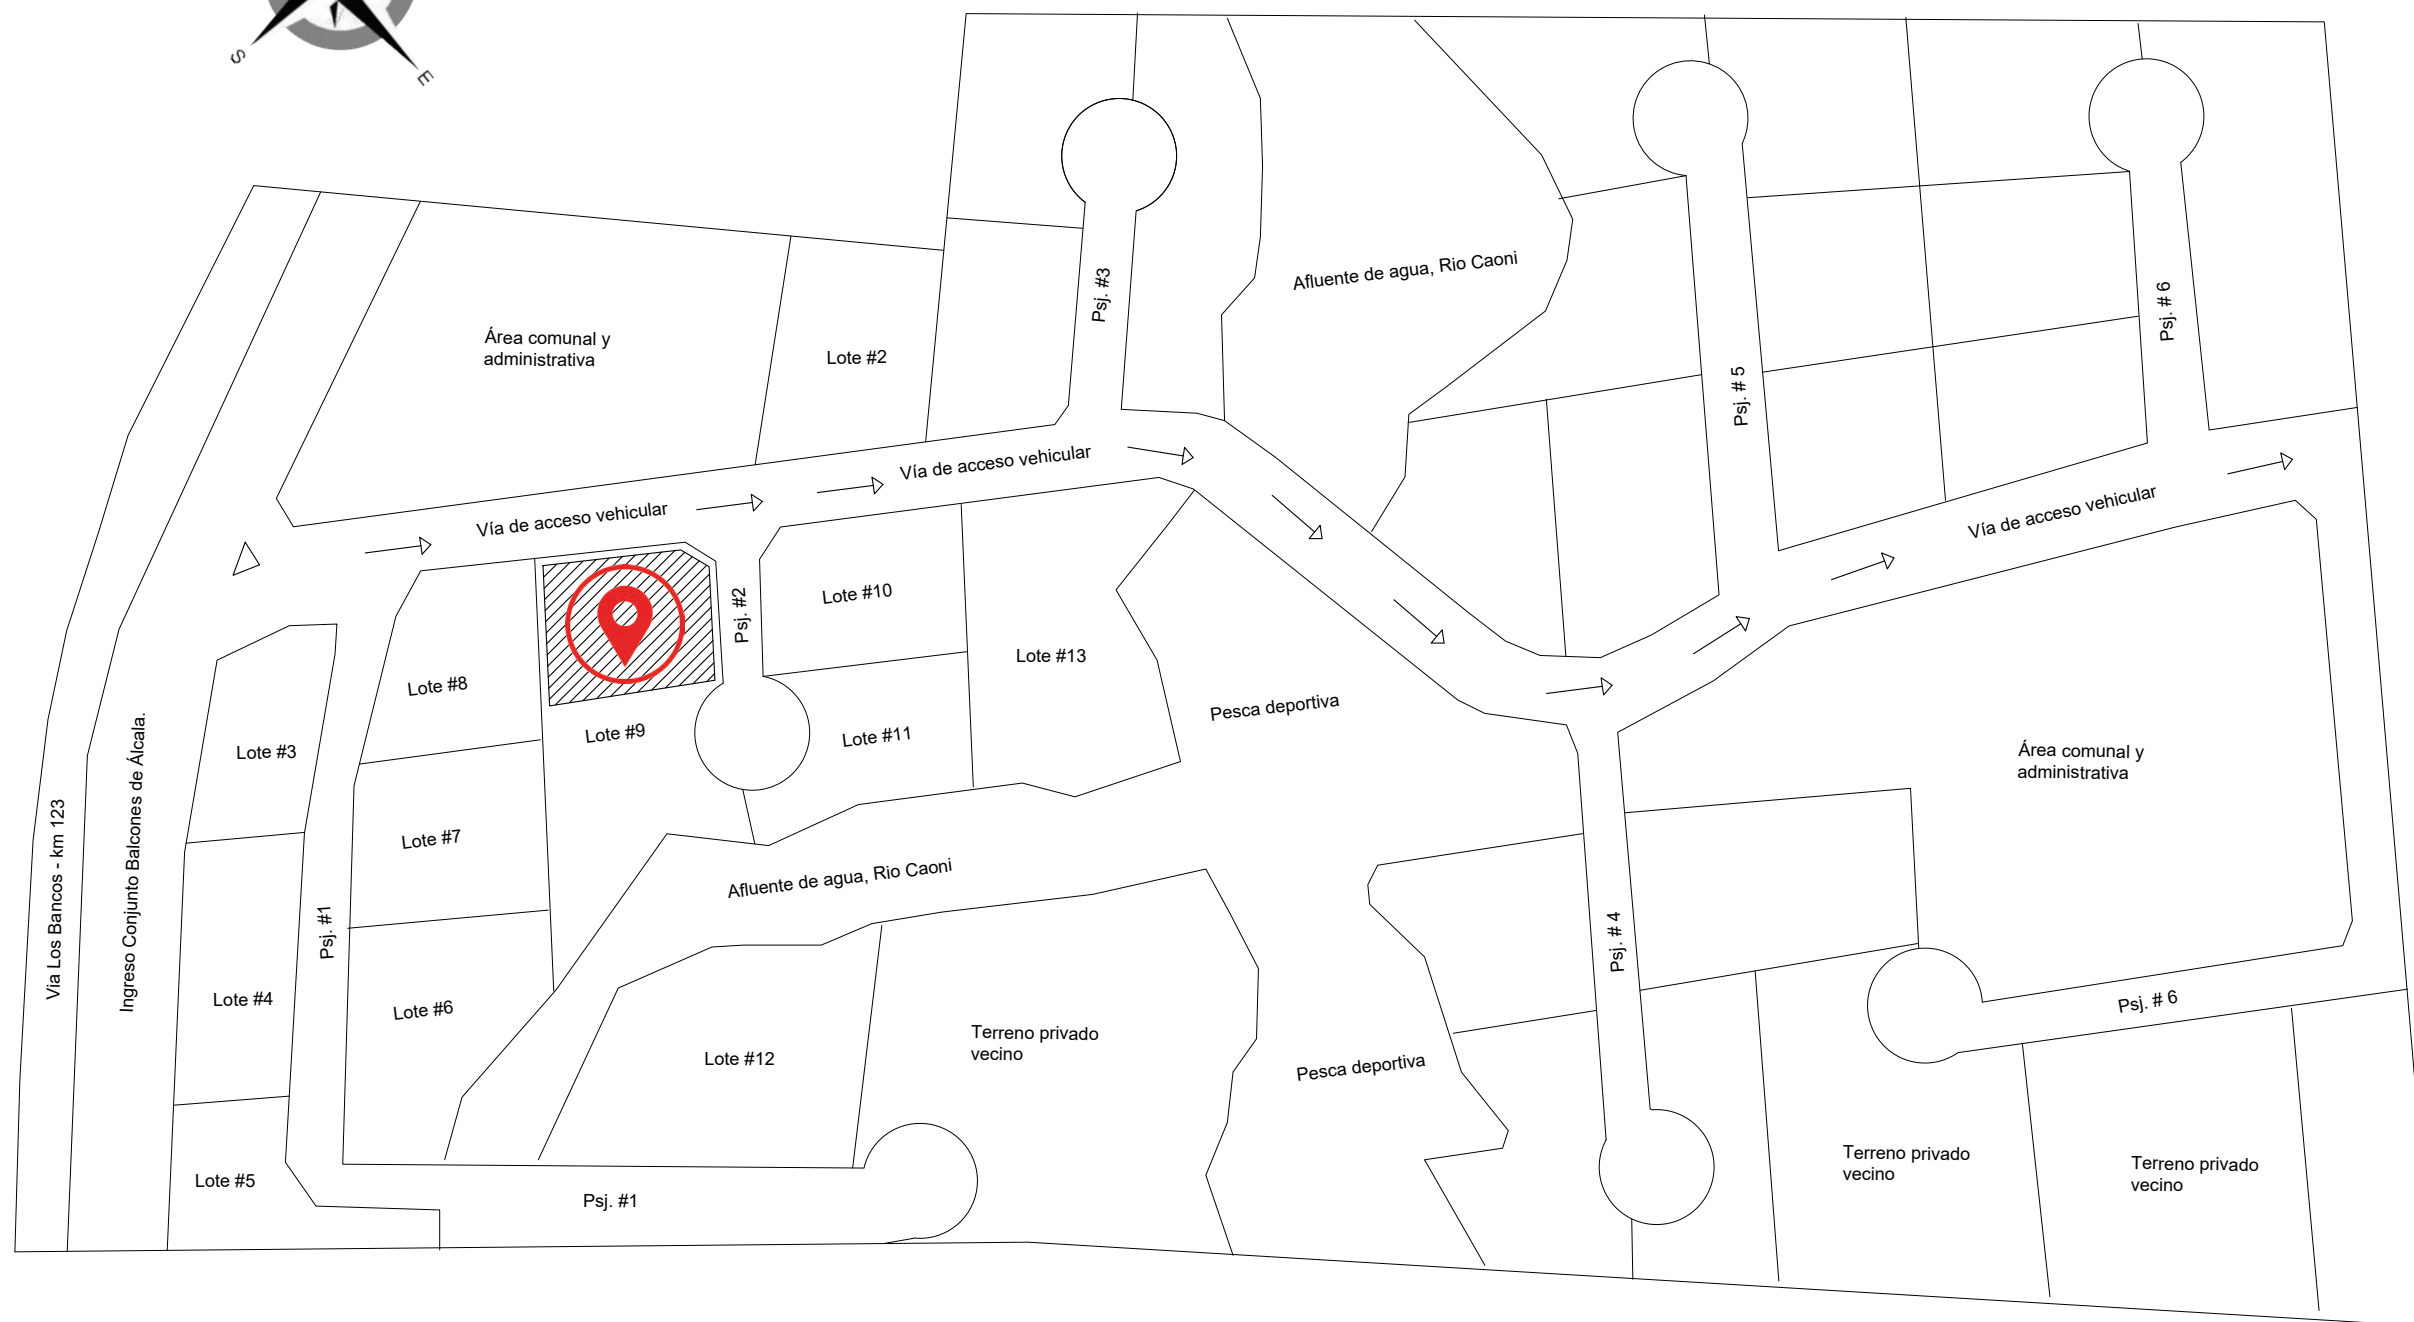 S
E
Afluente de agua, Rio Caoni
Psj. #3
Psj. # 6
Área comunal y
administrativa
Lote #2
Psj. # 5
Vía de acceso vehicular
Vía de acceso vehicular
Vía de acceso vehicular
Psj. #2
Lote #10
Lote #13
Lote #8
Pesca deportiva
Lote #9
Lote #11
Lote #3
Ingreso Conjunto Balcones de Álcala.
Área comunal y
administrativa
Lote #7
Via Los Bancos - km 123
Afluente de agua, Rio Caoni
Psj. #1
Psj. # 4
Lote #4
Lote #6
Psj. # 6
Terreno privado
vecino
Lote #12
Pesca deportiva
Terreno privado
vecino
Terreno privado
vecino
Lote #5
Psj. #1